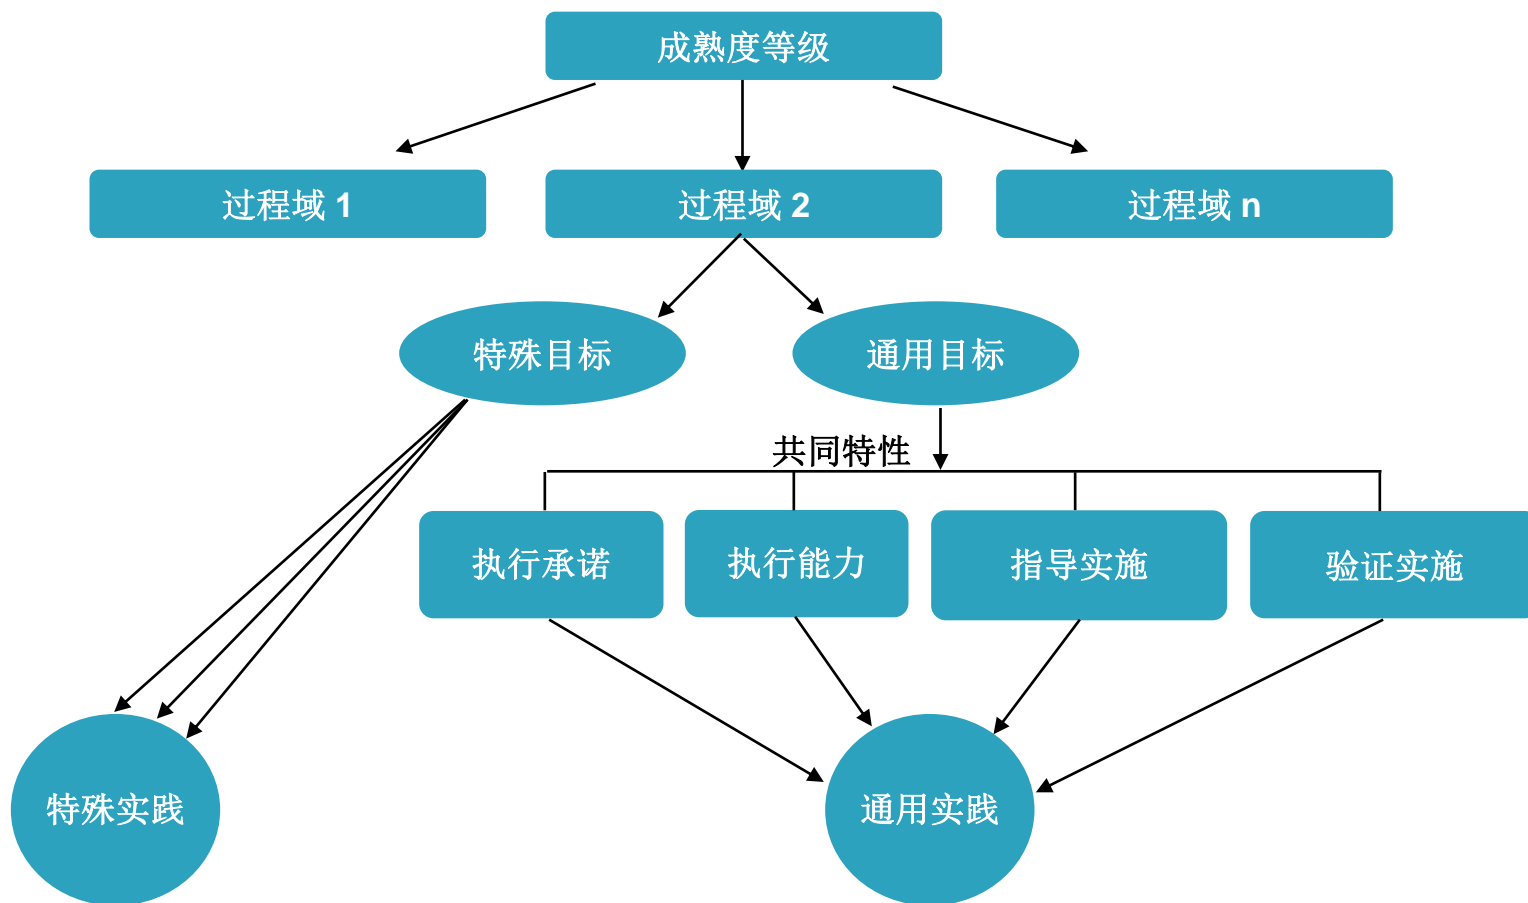 成熟度等级
过程域 1
过程域 2
过程域 n
特殊目标
通用目标
共同特性
执行承诺
执行能力
指导实施
验证实施
特殊实践
通用实践